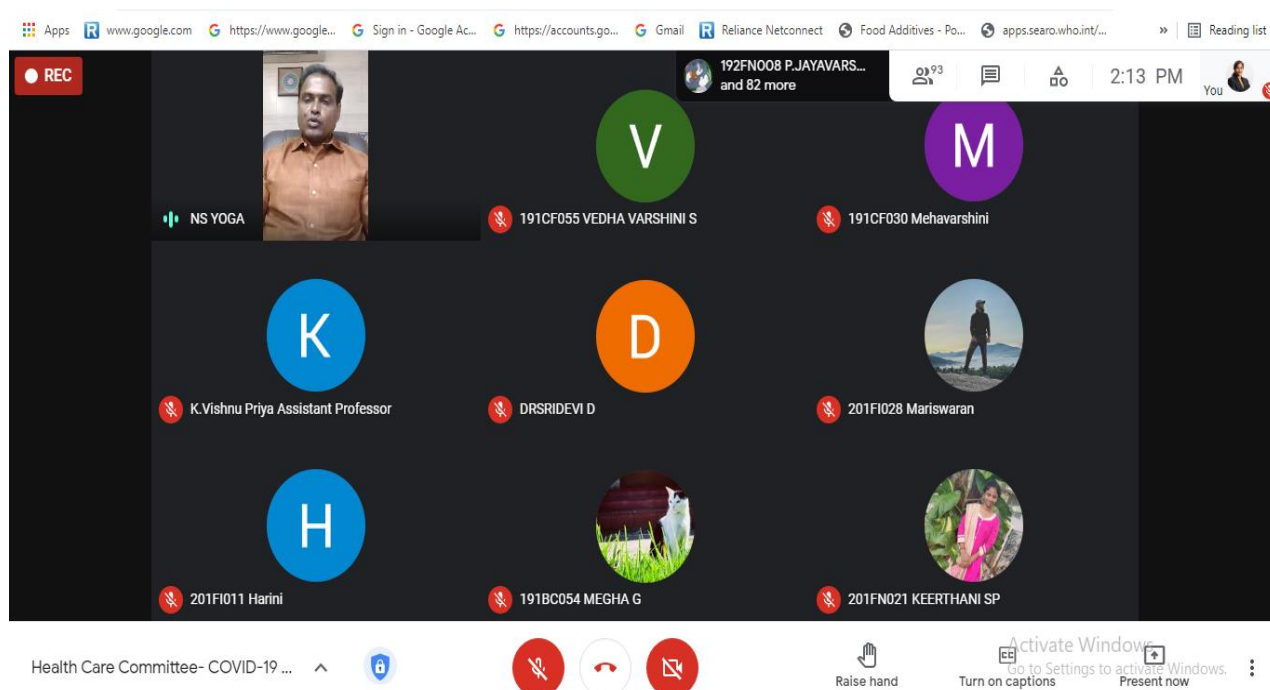 Apps www.google.com https://www.google... Sign in - Google Ac... https://accounts.go... Gmail Reliance Netconnect Food Additives - Po... apps.searo.who.int/... » Reading list
REC
192FN008 P.JAYAVARS...
and 82 more
93
2:13 PM
You
V
M
NS YOGA
191CF055 VEDHA VARSHINI S
191CF030 Mehavarshini
K
D
K.Vishnu Priya Assistant Professor
DRSRIDEVI D
201FI028 Mariswaran
H
201FI011 Harini
191BC054 MEGHA G
201FN021 KEERTHANI SP
Health Care Committee- COVID-19 ...
Raise hand
Turn on captions
Present now
Activate Windows
Go to Settings to activate Windows.